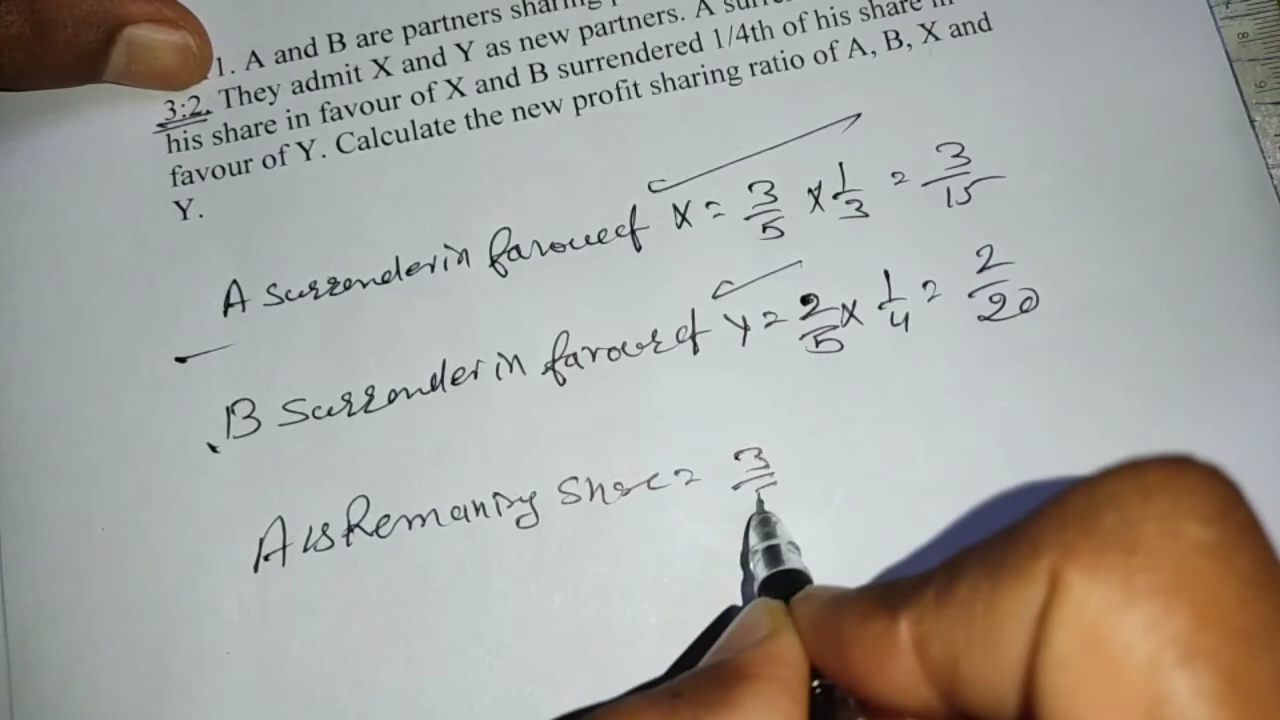 1. A and B are partners sharing
3:2. They admit X and Y as new partners. A
his share in favour of X and B surrendered 1/4th of his share in
favour of Y. Calculate the new profit sharing ratio of A, B, X and
Y.
A surrender in favour of X = 3/5 x 1/3 = 3/15
B surrender in favour of Y = 2/5 x 1/4 = 2/20
A is Remaning Share = 3/
8
9